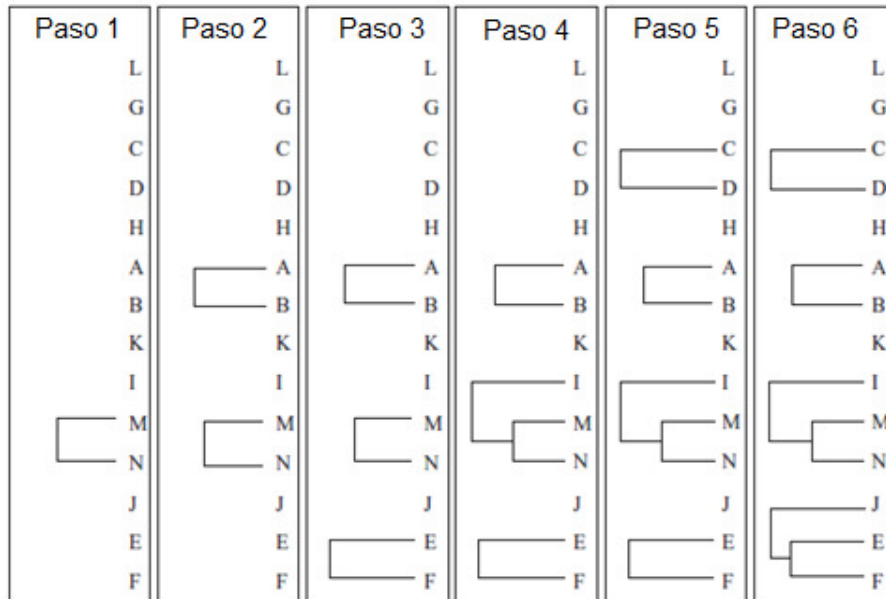 Paso 1 Paso 2 Paso 3 Paso 4 Paso 5 Paso 6
L L L L L L
G G G G G G
C C C C C C
D D D D D D
H H H H H H
A A A A A A
B B B B B B
K K K K K K
I I I I I I
M M M M M M
N N N N N N
J J J J J J
E E E E E E
F F F F F F